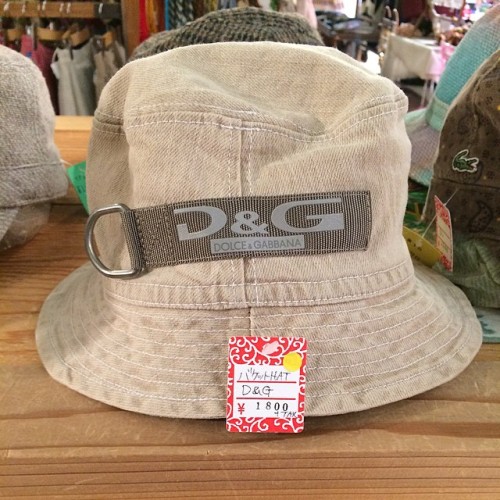 D&G
DOLCE&GABBANA
バケットHAT
D&G
¥ 1800